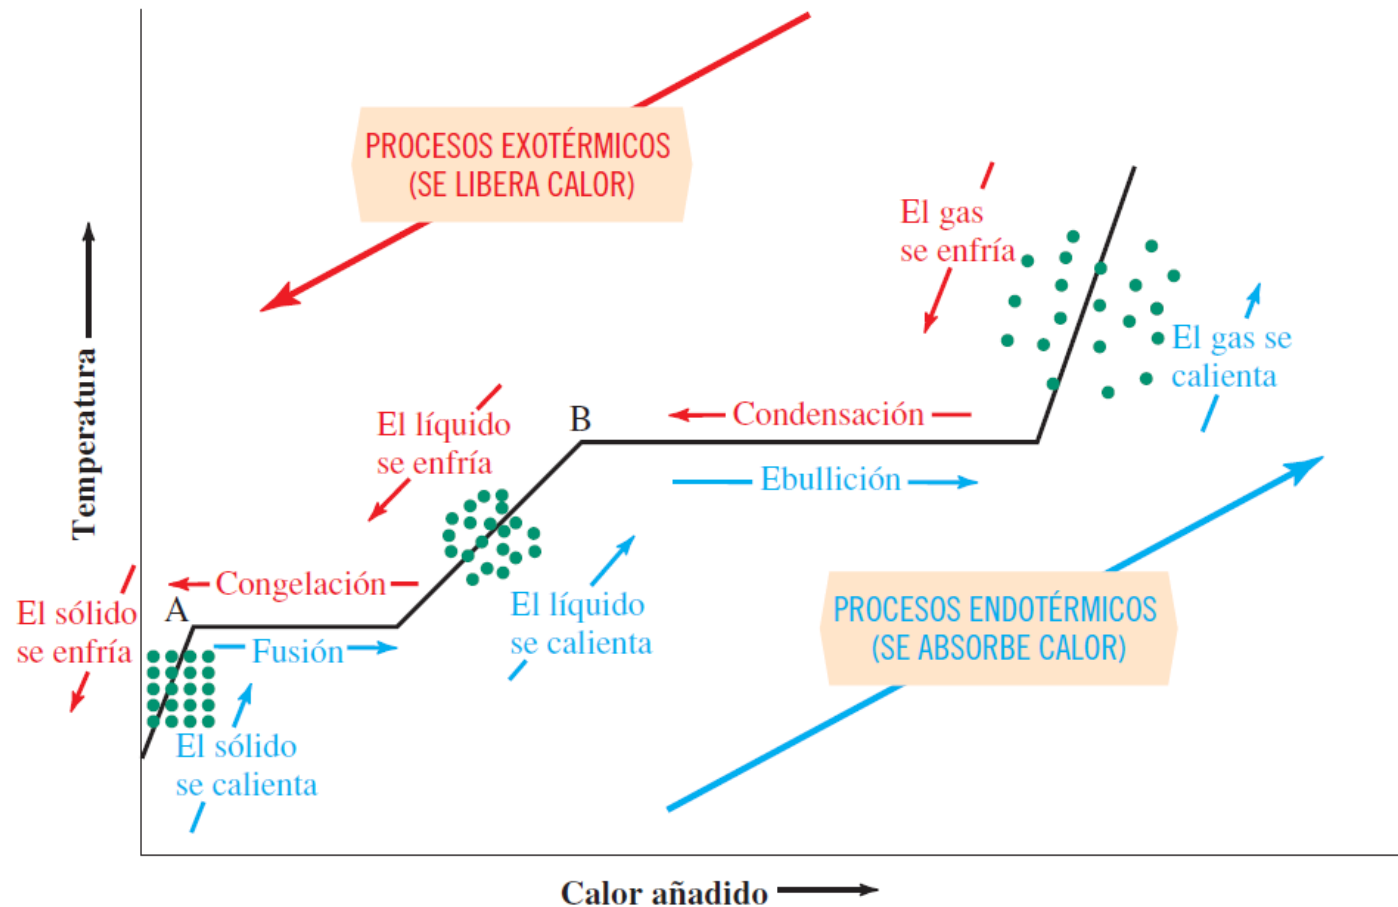 PROCESOS EXOTÉRMICOS
(SE LIBERA CALOR)
El gas
se enfría
El gas se
calienta
Temperatura
El líquido
se enfría
B
Condensación
Ebullición
Congelación
A
El sólido
se enfría
Fusión
El líquido
se calienta
PROCESOS ENDOTÉRMICOS
(SE ABSORBE CALOR)
El sólido
se calienta
Calor añadido